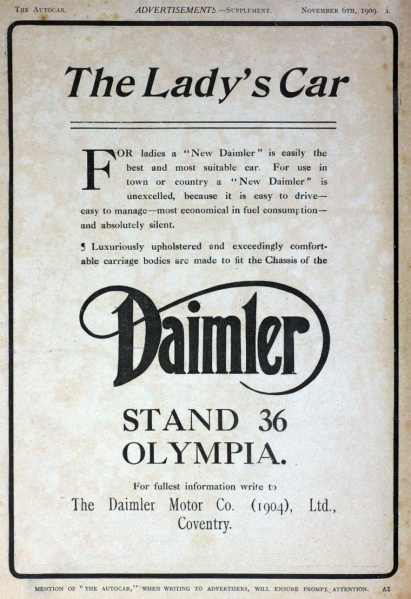 The Autocar. ADVERTISEMENTS.—Supplement. November 6th, 1909. i.
The Lady's Car
FOR ladies a "New Daimler" is easily the
best and most suitable car. For use in
town or country a "New Daimler" is
unexcelled, because it is easy to drive—
easy to manage—most economical in fuel consumption—
and absolutely silent.
¶ Luxuriously upholstered and exceedingly comfort-
able carriage bodies are made to fit the Chassis of the
Daimler
STAND 36
OLYMPIA.
For fullest information write to
The Daimler Motor Co. (1904), Ltd.,
Coventry.
MENTION OF "THE AUTOCAR," WHEN WRITING TO ADVERTISERS, WILL ENSURE PROMPT ATTENTION. A1